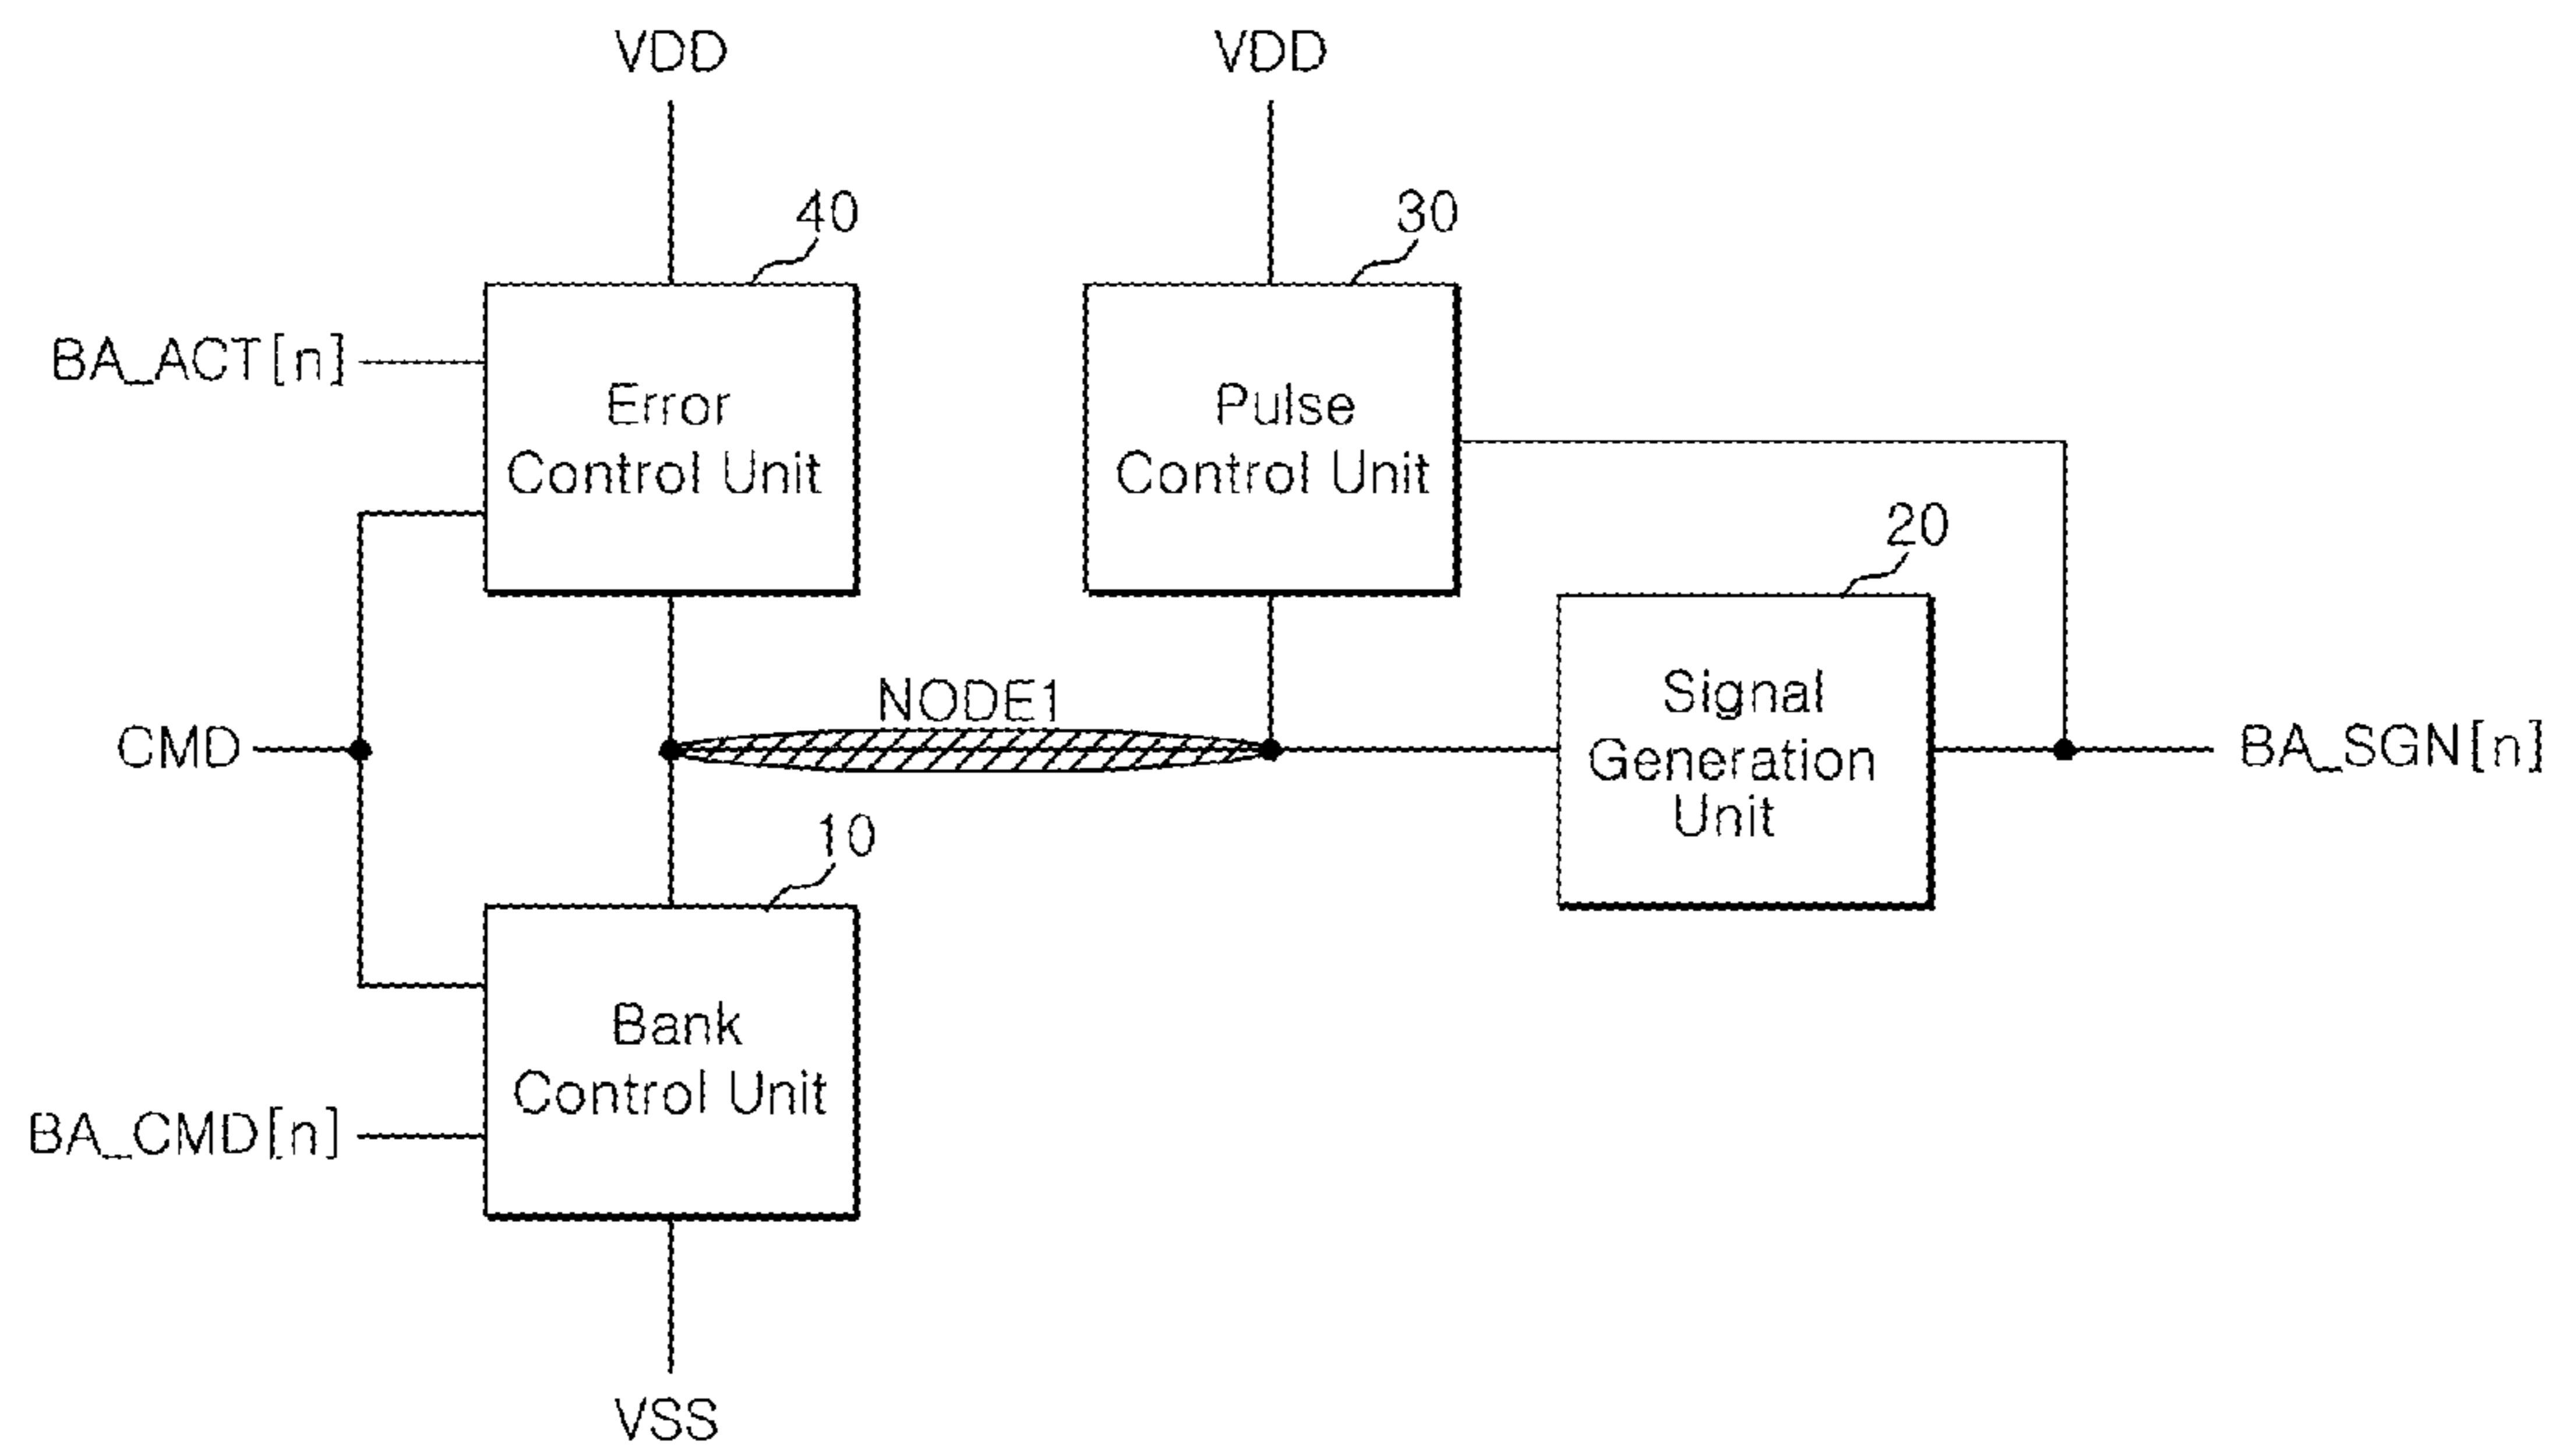 VDD
VDD
40
30
BA_ACT[n]
Error
Control Unit
Pulse
Control Unit
20
NODE1
CMD
Signal
Generation
Unit
BA_SGN[n]
10
Bank
Control Unit
BA_CMD[n]
VSS